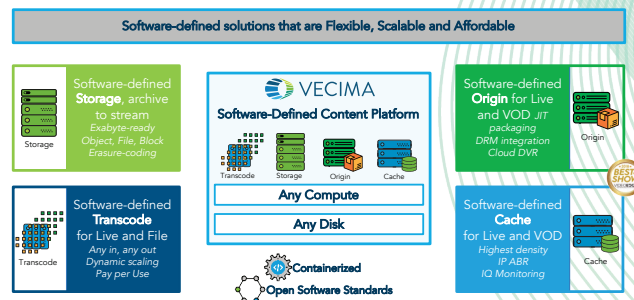 Software-defined solutions that are Flexible, Scalable and Affordable
Software-defined
Storage, archive
to stream
Exabyte-ready
Object, File, Block
Erasure-coding
Storage
Software-defined
Transcode
for Live and File
Any in, any out
Dynamic scaling
Pay per Use
Transcode
VECIMA
Software-Defined Content Platform
Transcode
Storage
Origin
Cache
Any Compute
Any Disk
Containerized
Open Software Standards
Software-defined
Origin for Live
and VOD JIT
packaging
DRM integration
Cloud DVR
Origin
BEST
SHOW
Software-defined
Cache
for Live and VOD
Highest density
IP ABR
IQ Monitoring
Cache